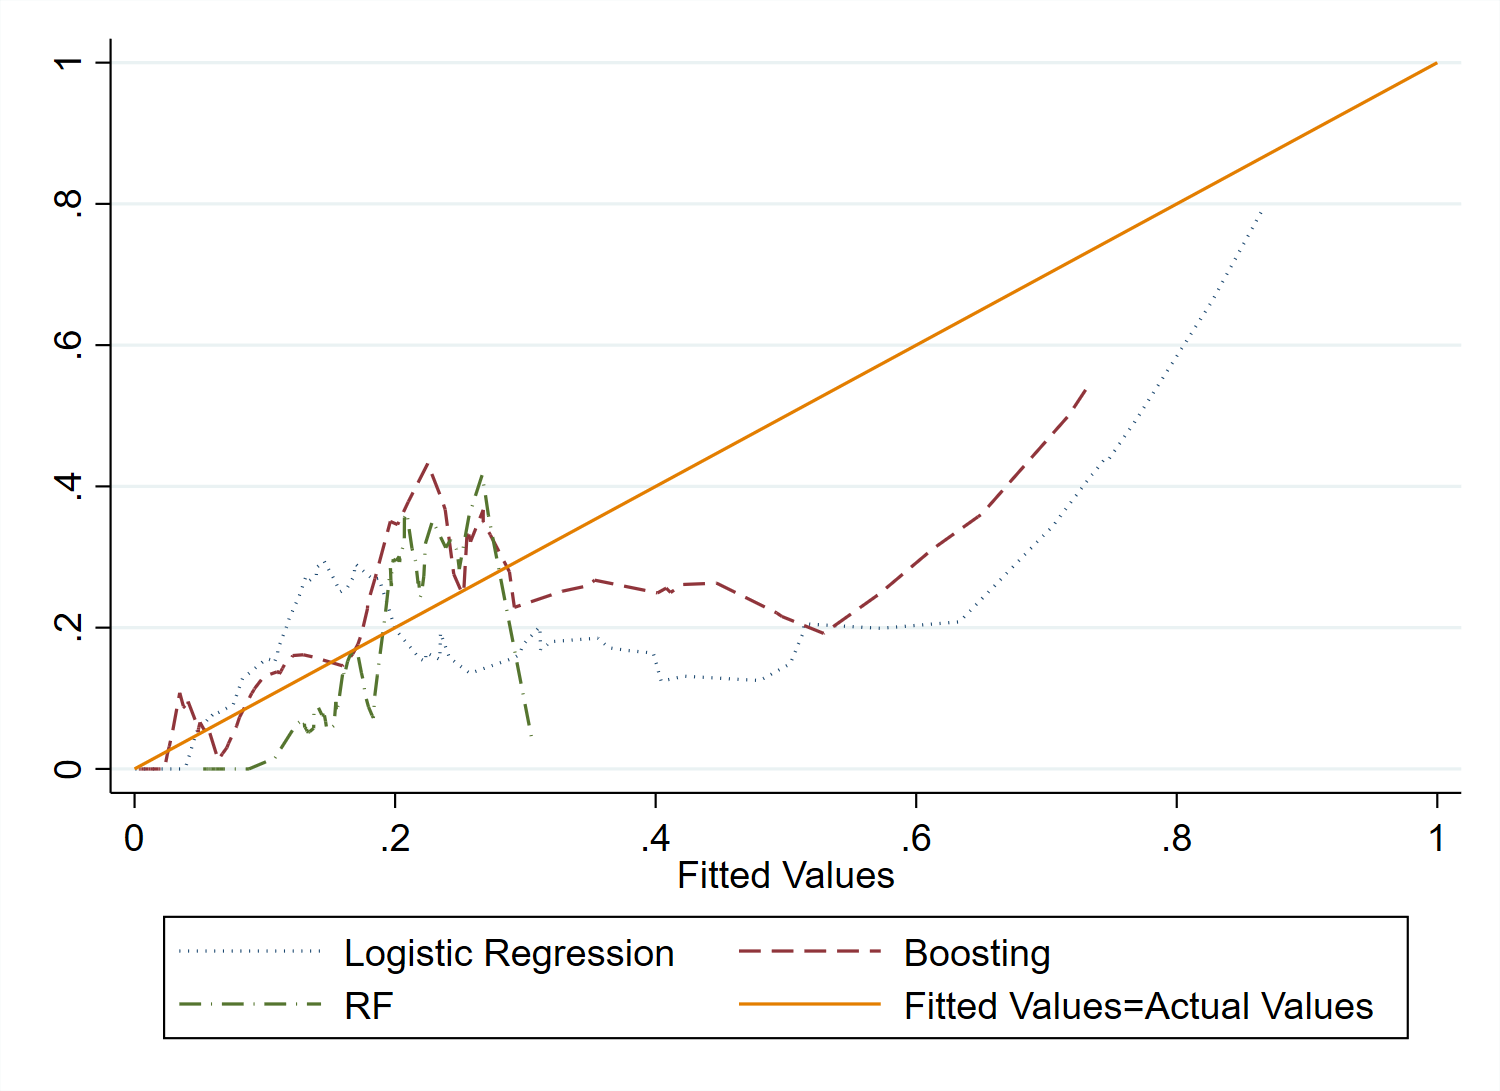 1
.8
.6
.4
.2
0
0 .2 .4 .6 .8 1
Fitted Values
Logistic Regression Boosting
RF Fitted Values=Actual Values